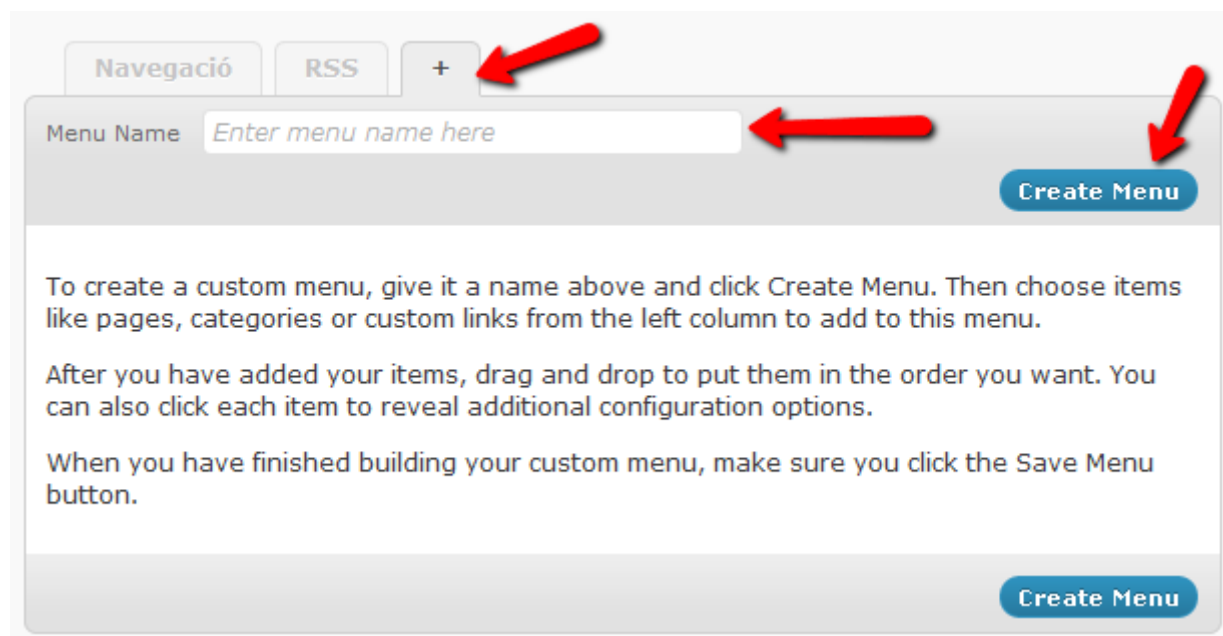 Navegació RSS +
Menu Name Enter menu name here
Create Menu
To create a custom menu, give it a name above and click Create Menu. Then choose items
like pages, categories or custom links from the left column to add to this menu.
After you have added your items, drag and drop to put them in the order you want. You
can also click each item to reveal additional configuration options.
When you have finished building your custom menu, make sure you click the Save Menu
button.
Create Menu